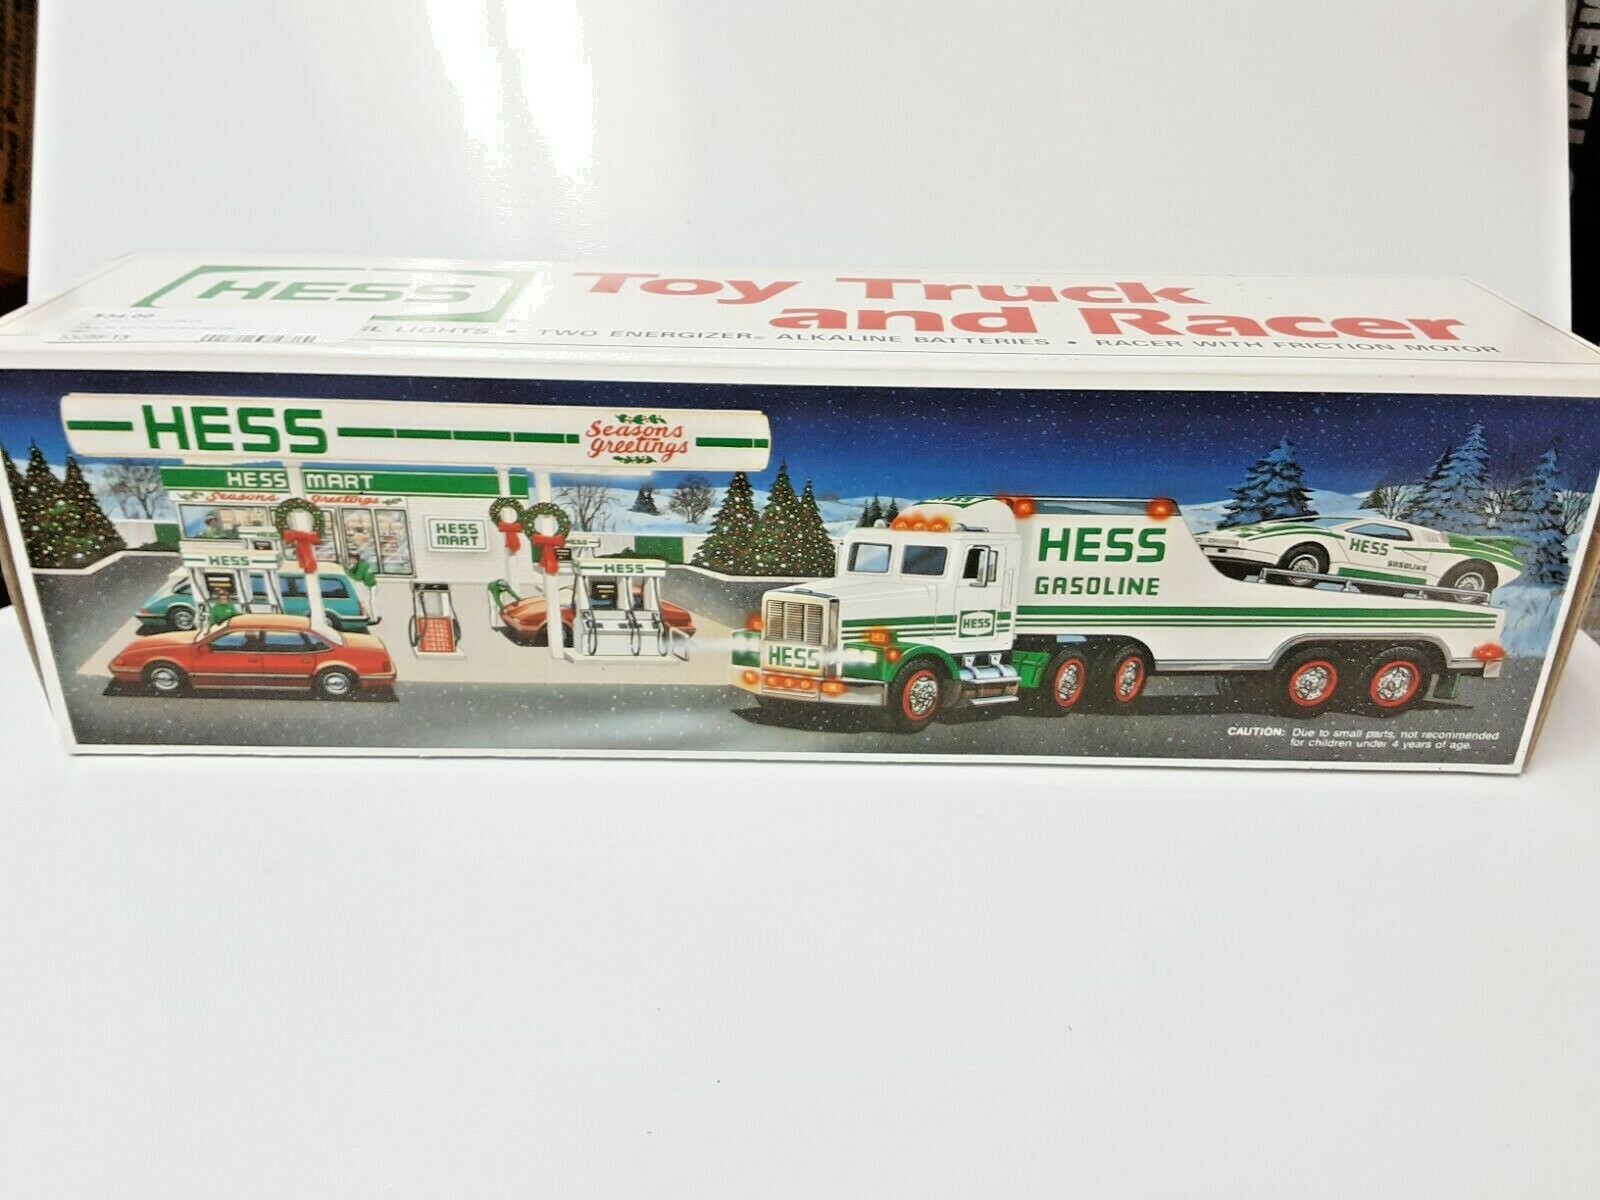 HESS
Toy Truck
and Racer
LIGHTS • TWO ENERGIZER® ALKALINE BATTERIES • RACER WITH FRICTION MOTOR
HESS
Seasons
greetings
HESS MART
Seasons greetings
HESS
MART
HESS
HESS
HESS
GASOLINE
HESS
GASOLINE
HESS
HESS
CAUTION: Due to small parts, not recommended
for children under 4 years of age.